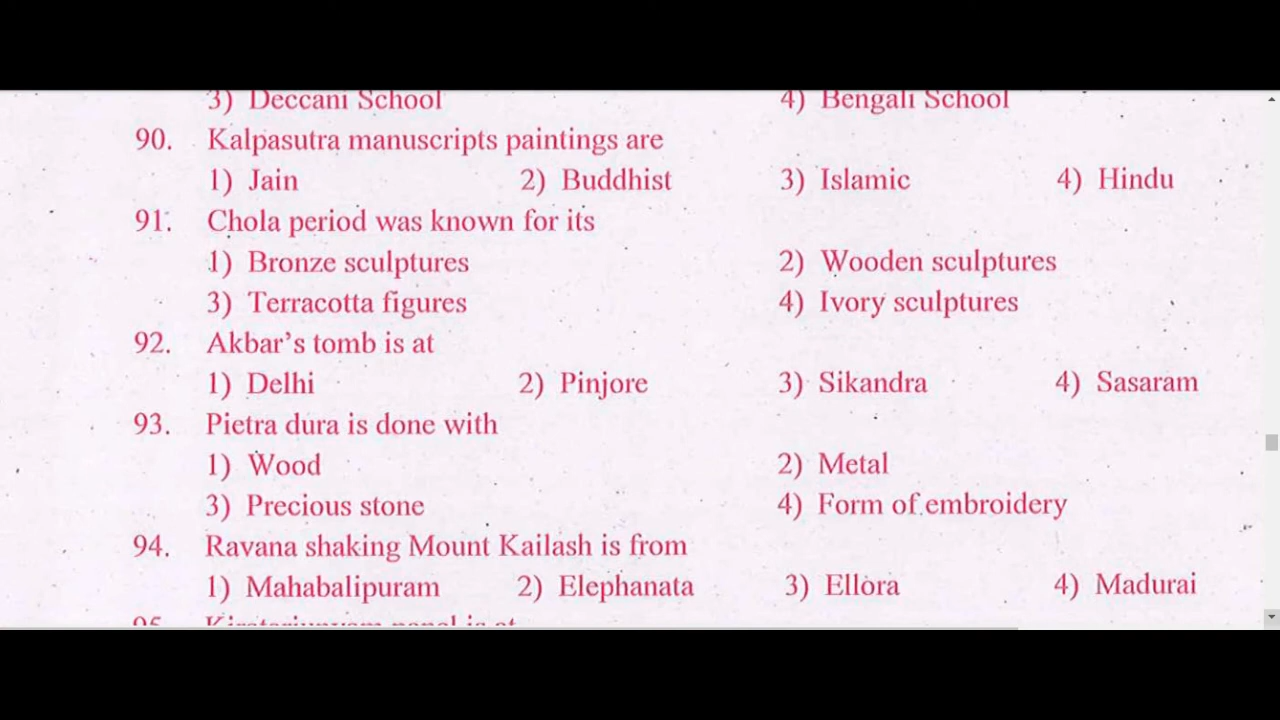 3) Deccani School 4) Bengali School
90. Kalpasutra manuscripts paintings are
1) Jain 2) Buddhist 3) Islamic 4) Hindu
91. Chola period was known for its
1) Bronze sculptures 2) Wooden sculptures
3) Terracotta figures 4) Ivory sculptures
92. Akbar’s tomb is at
1) Delhi 2) Pinjore 3) Sikandra 4) Sasaram
93. Pietra dura is done with
1) Wood 2) Metal
3) Precious stone 4) Form of embroidery
94. Ravana shaking Mount Kailash is from
1) Mahabalipuram 2) Elephanata 3) Ellora 4) Madurai
95. panel is at